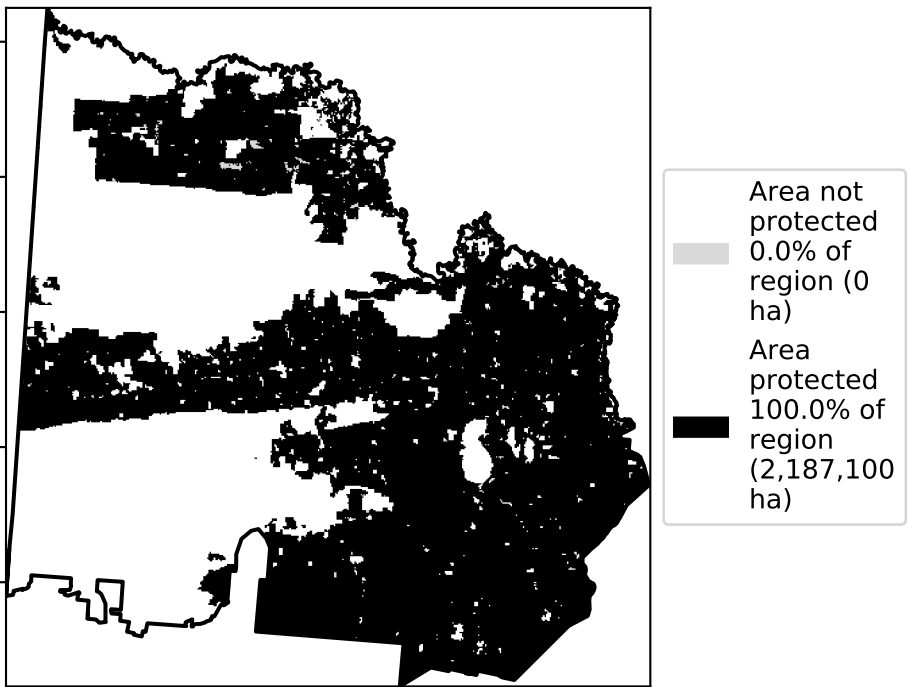 Area not
protected
0.0% of
region (0
ha)
Area
protected
100.0% of
region
(2,187,100
ha)